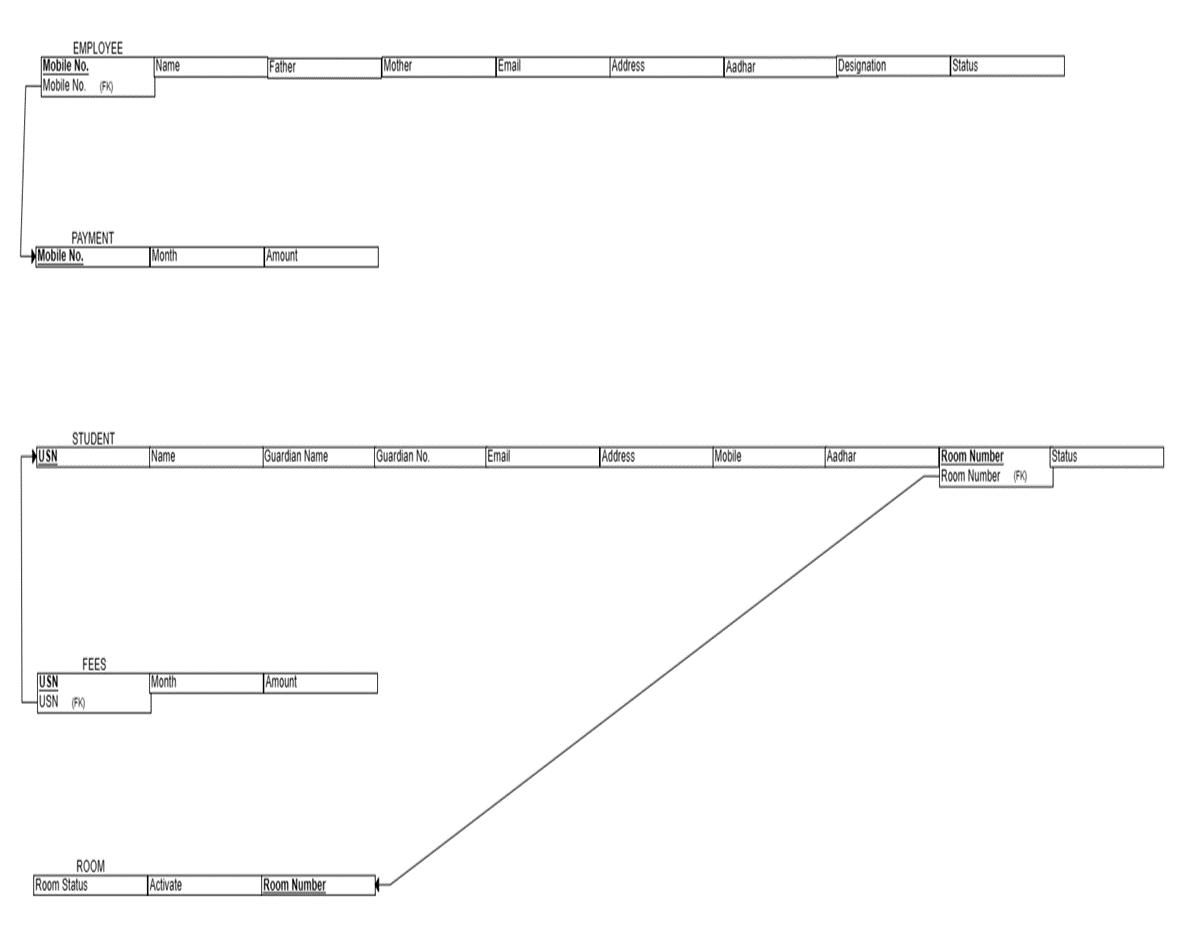 EMPLOYEE
Mobile No. Name Father Mother Email Address Aadhar Designation Status
Mobile No. (FK)
PAYMENT
Mobile No. Month Amount
STUDENT
USN Name Guardian Name Guardian No. Email Address Mobile Aadhar Room Number Status
Room Number (FK)
FEES
USN Month Amount
USN (FK)
ROOM
Room Status Activate Room Number